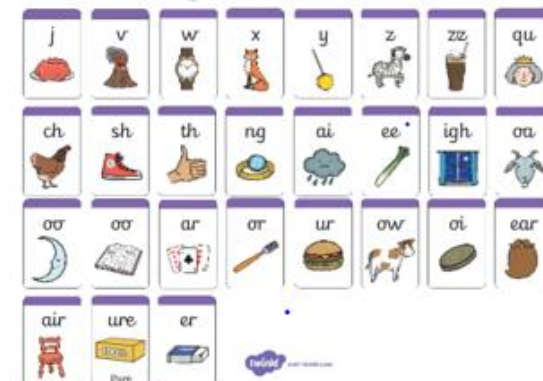 j v w x y z zz qu
ch sh th ng ai ee igh oa
oo oo ar or ur ow oi ear
air ure er
Pure
twinkl